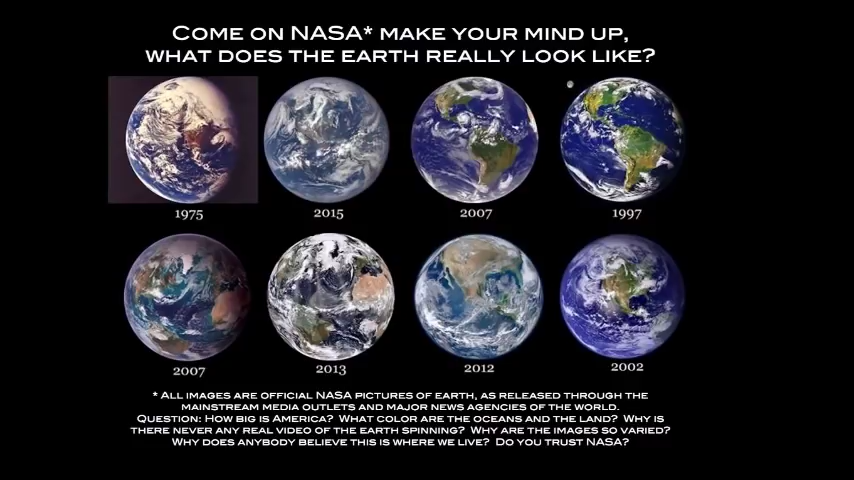 Come on NASA* make your mind up,
what does the earth really look like?
1975 2015 2007 1997
2007 2013 2012 2002
* All images are official NASA pictures of earth, as released through the
mainstream media outlets and major news agencies of the world.
Question: How big is America? What color are the oceans and the land? Why is
there never any real video of the earth spinning? Why are the images so varied?
Why does anybody believe this is where we live? Do you trust NASA?